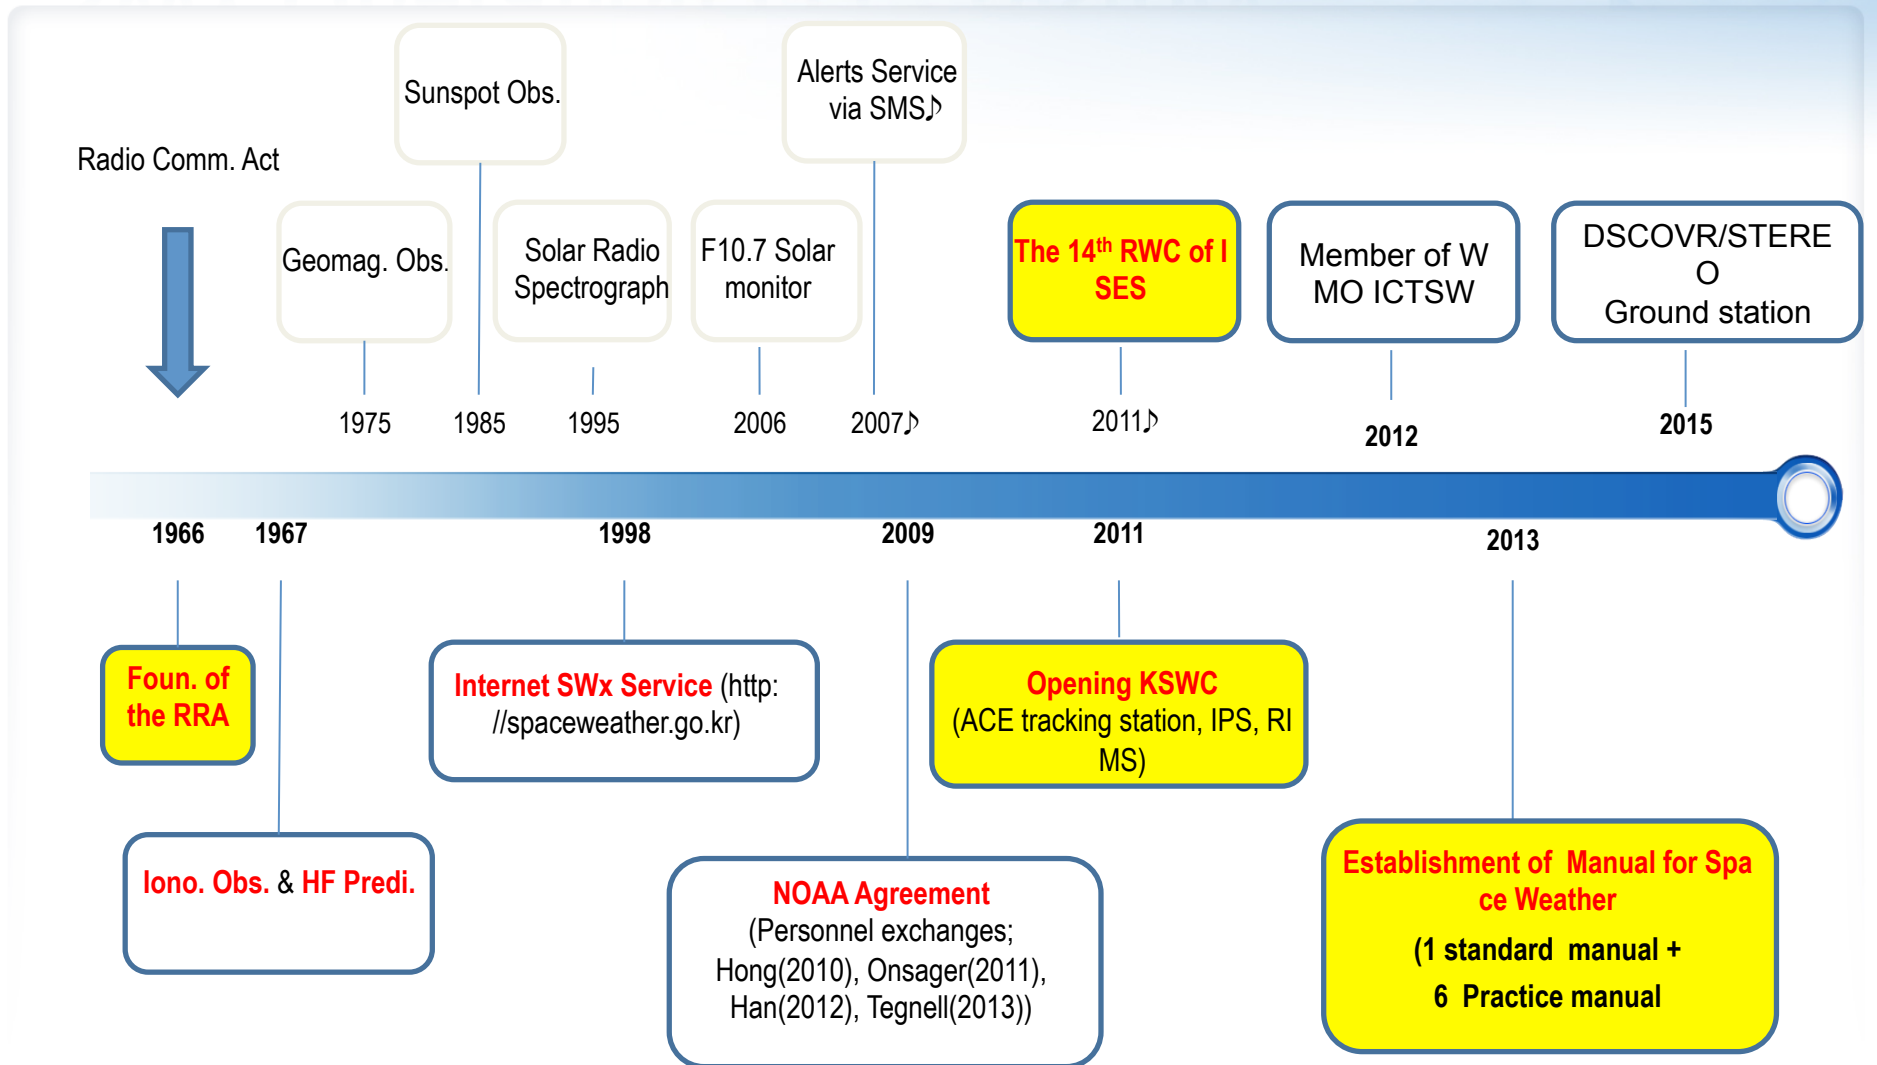 Radio Comm. Act
Geomag. Obs.
Sunspot Obs.
Solar Radio
Spectrograph
F10.7 Solar
monitor
Alerts Service
via SMS♪
The 14th RWC of I
SES
Member of W
MO ICTSW
DSCOVR/STERE
O
Ground station
1975
1985
1995
2006
2007♪
2011♪
2012
2015
1966
1967
1998
2009
2011
2013
Foun. of
the RRA
Iono. Obs. & HF Predi.
Internet SWx Service (http:
//spaceweather.go.kr)
NOAA Agreement
(Personnel exchanges;
Hong(2010), Onsager(2011),
Han(2012), Tegnell(2013))
Opening KSWC
(ACE tracking station, IPS, RI
MS)
Establishment of  Manual for Spa
ce Weather
(1 standard  manual +
6  Practice manual